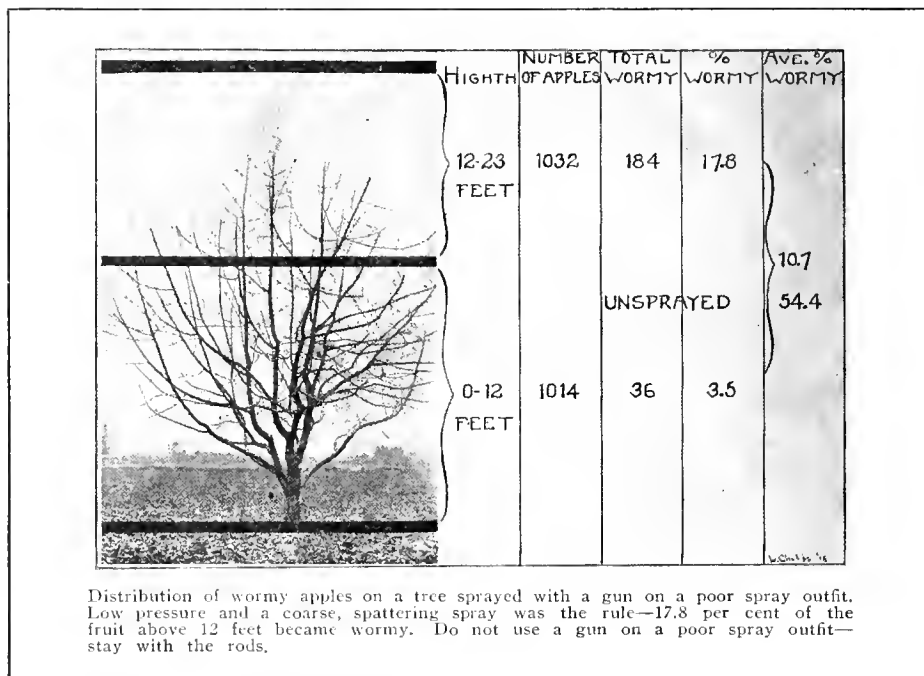 HIGHTH NUMBER OF APPLES TOTAL WORMY % WORMY AVE. % WORMY
12-23 FEET 1032 184 17.8
10.7
UNSPRAYED 54.4
0-12 FEET 1014 36 3.5
Distribution of wormy apples on a tree sprayed with a gun on a poor spray outfit.
Low pressure and a coarse, spattering spray was the rule—17.8 per cent of the
fruit above 12 feet became wormy. Do not use a gun on a poor spray outfit—
stay with the rods.